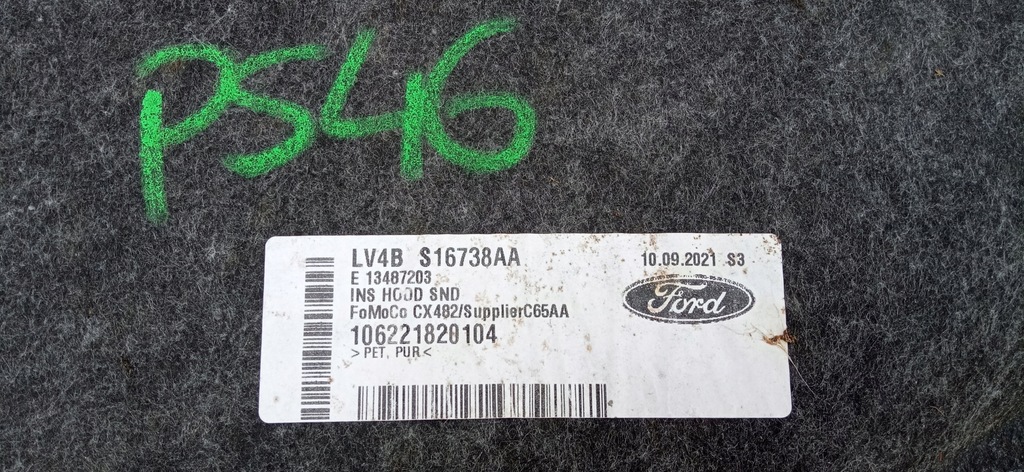 PS46
LV4B S16738AA
10.09.2021 S3
E 13487203
INS HOOD SND
Ford
FoMoCo CX482/SupplierC65AA
106221820104
>PET, PUR<